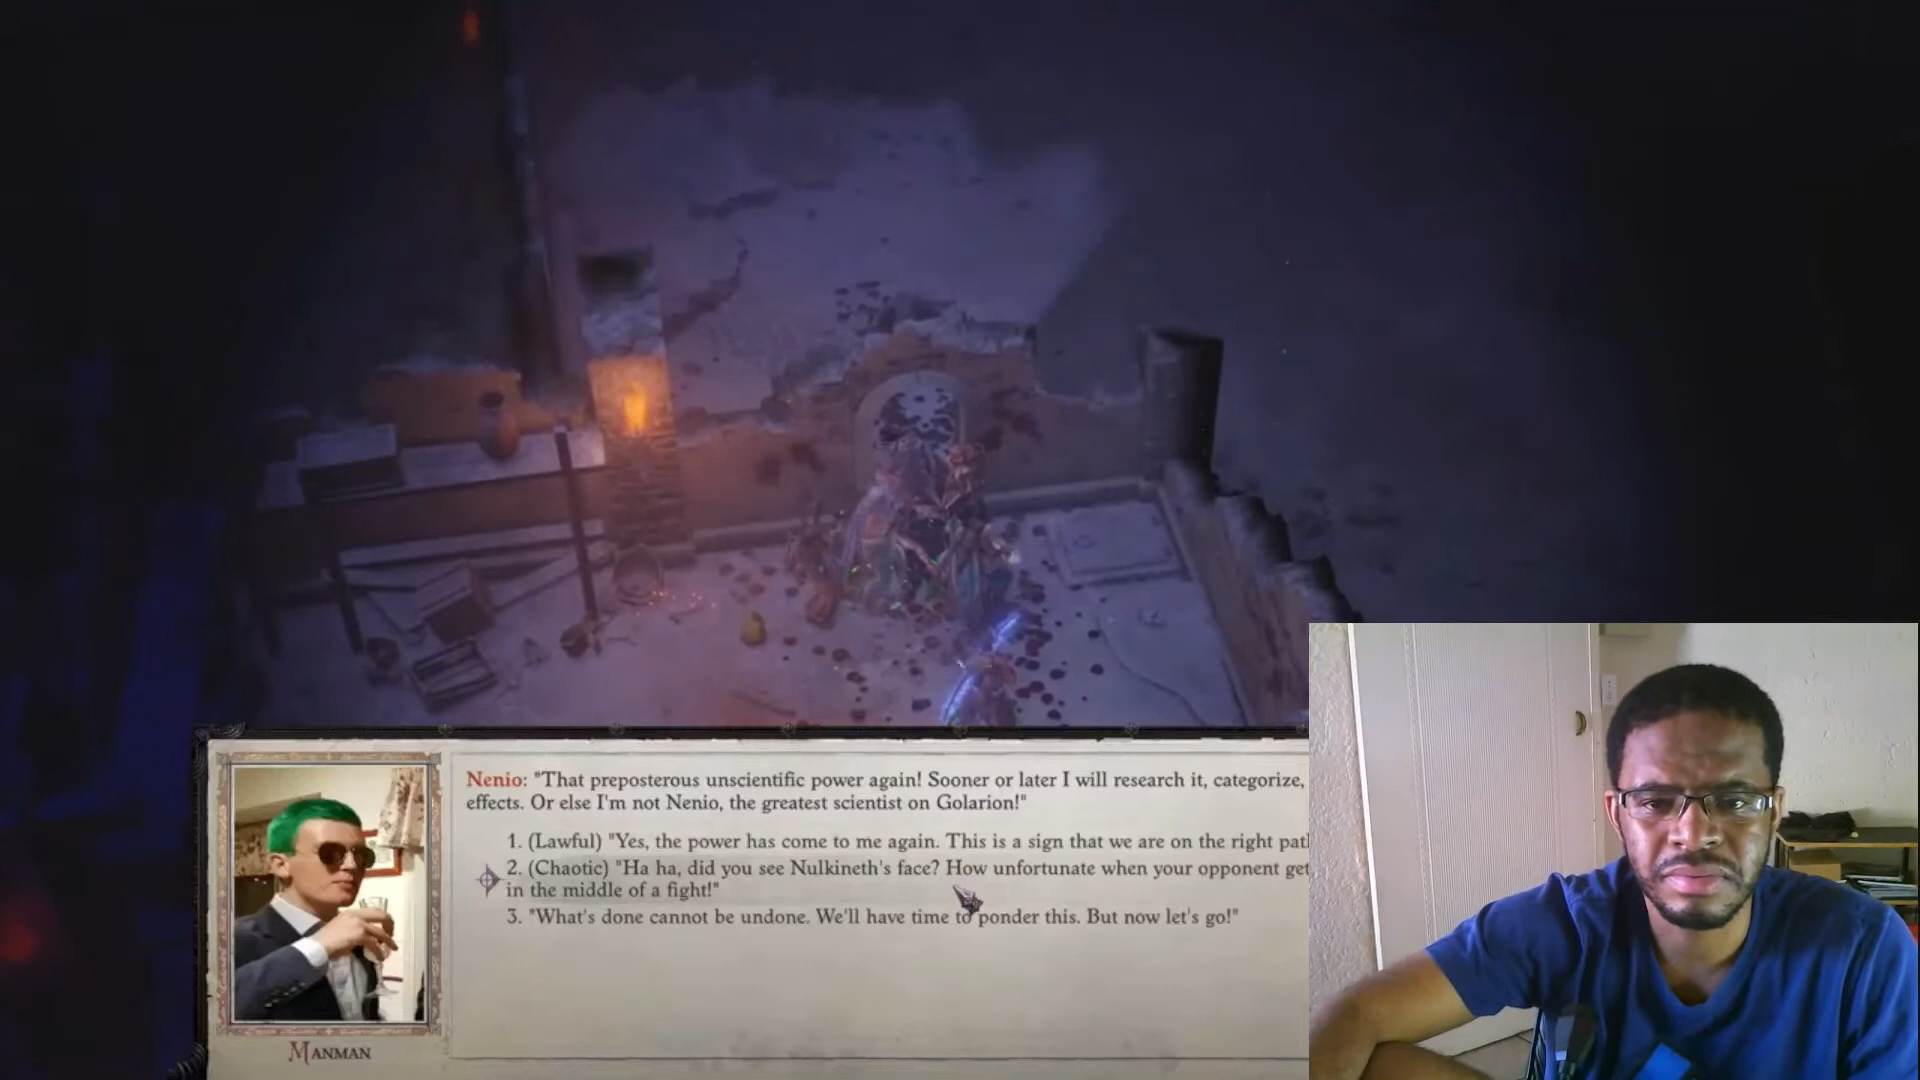 Nenio: "That preposterous unscientific power again! Sooner or later I will research it, categorize,
effects. Or else I'm not Nenio, the greatest scientist on Golarion!"
1. (Lawful) "Yes, the power has come to me again. This is a sign that we are on the right pat
2. (Chaotic) "Ha ha, did you see Nulkineth's face? How unfortunate when your opponent get
in the middle of a fight!"
3. "What's done cannot be undone. We'll have time to ponder this. But now let's go!"
MANMAN